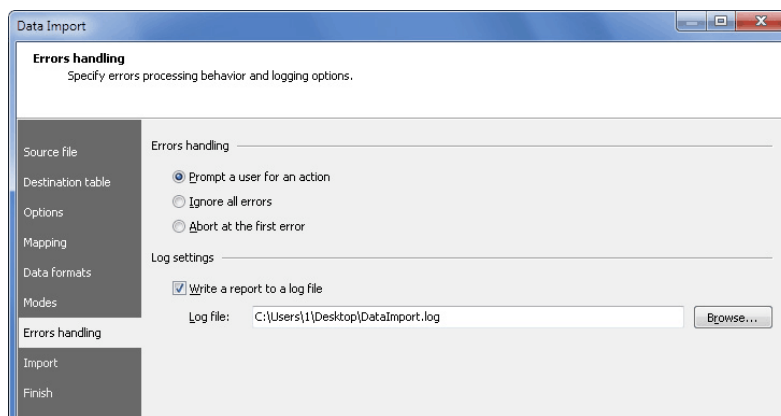 Data Import
Errors handling
Specify errors processing behavior and logging options.
Source file
Destination table
Options
Mapping
Data formats
Modes
Errors handling
Import
Finish
Errors handling
Prompt a user for an action
Ignore all errors
Abort at the first error
Log settings
Write a report to a log file
Log file: C:\Users\1\Desktop\DataImport.log Browse...